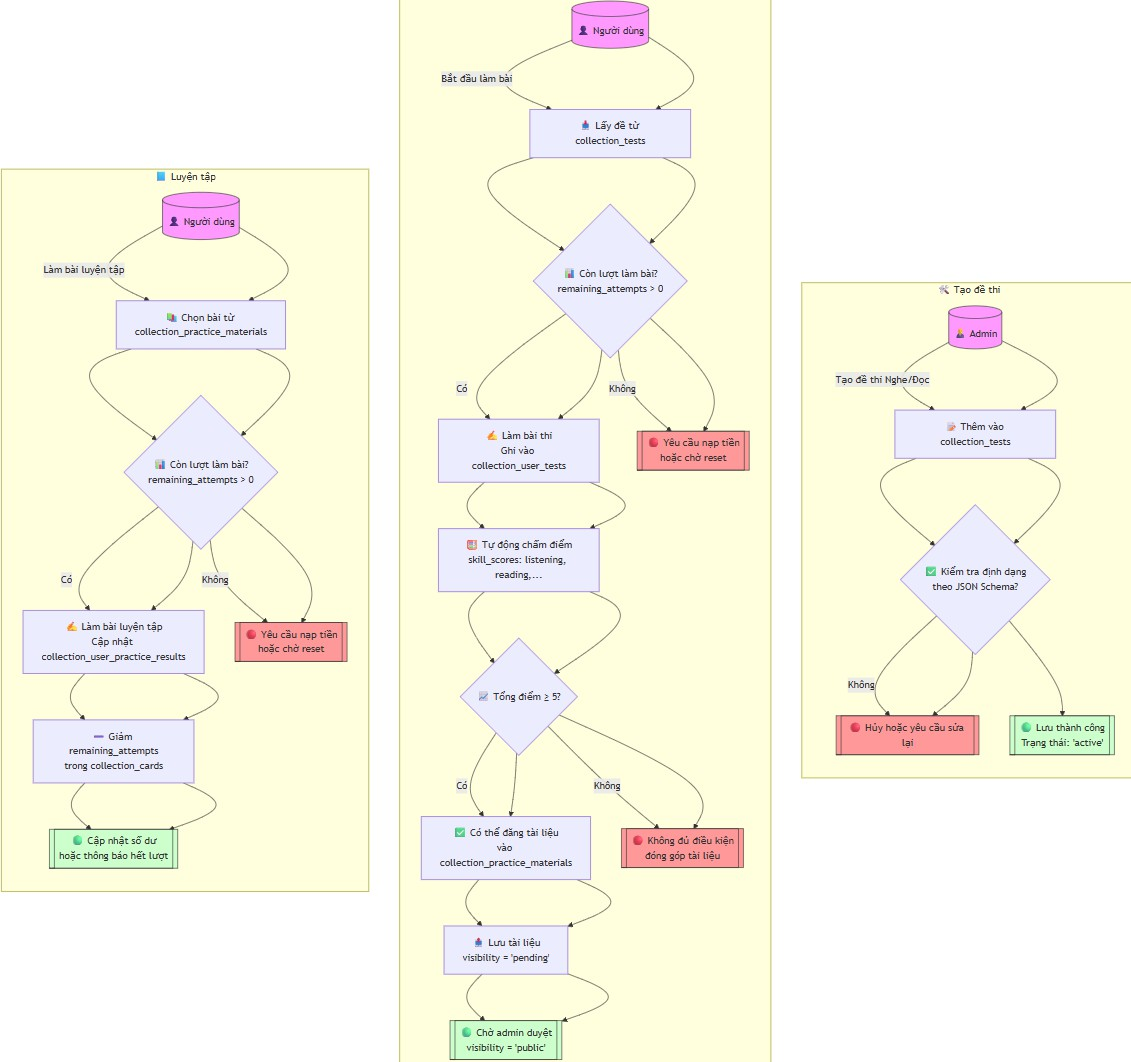 Luyện tập
Người dùng
Làm bài luyện tập
Chọn bài từ
collection_practice_materials
Còn lượt làm bài?
remaining_attempts > 0
Có
Không
Làm bài luyện tập
Cập nhật
collection_user_practice_results
Yêu cầu nạp tiền
hoặc chờ reset
Giảm
remaining_attempts
trong collection_cards
Cập nhật số dư
hoặc thông báo hết lượt
Người dùng
Bắt đầu làm bài
Lấy đề từ
collection_tests
Còn lượt làm bài?
remaining_attempts > 0
Có
Không
Làm bài thi
Ghi vào
collection_user_tests
Yêu cầu nạp tiền
hoặc chờ reset
Tự động chấm điểm
skill_scores: listening,
reading,...
Tổng điểm ≥ 5?
Có
Không
Có thể đăng tài liệu
vào
collection_practice_materials
Không đủ điều kiện
đóng góp tài liệu
Lưu tài liệu
visibility = 'pending'
Chờ admin duyệt
visibility = 'public'
Tạo đề thi
Admin
Tạo đề thi Nghe/Đọc
Thêm vào
collection_tests
Kiểm tra định dạng
theo JSON Schema?
Không
Hủy hoặc yêu cầu sửa
lại
Lưu thành công
Trạng thái: 'active'